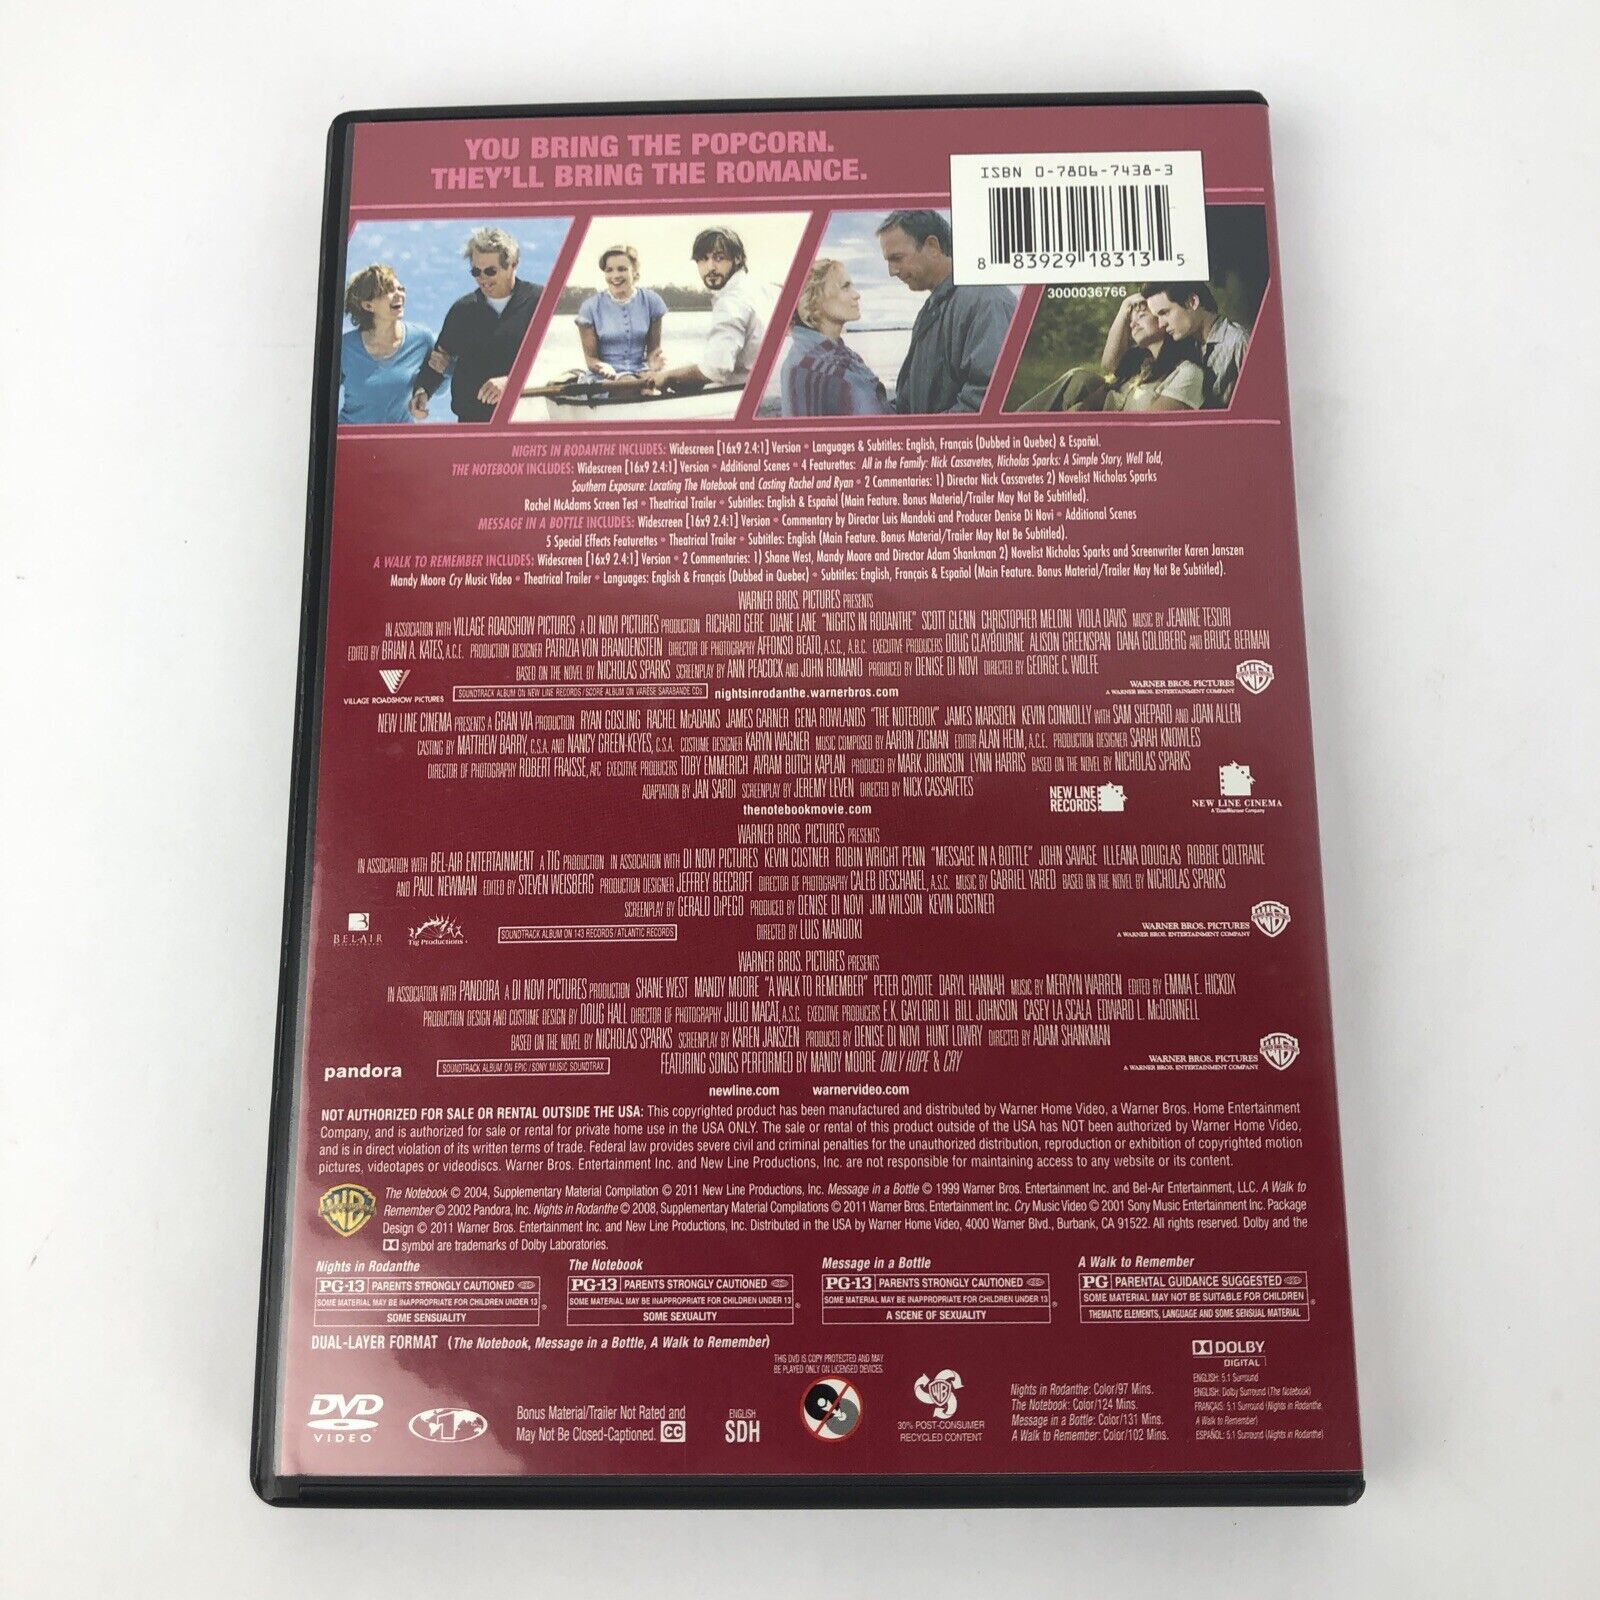 YOU BRING THE POPCORN.
THEY'LL BRING THE ROMANCE.
ISBN 0-7806-7438-3
8 83929 18313 5
3000036766
NIGHTS IN RODANTHE INCLUDES: Widescreen [16x9 2.4:1] Version • Languages & Subtitles: English, Français (Dubbed in Quebec) & Español.
THE NOTEBOOK INCLUDES: Widescreen [16x9 2.4:1] Version • Additional Scenes • 4 Featurettes: All in the Family: Nick Cassavetes, Nicholas Sparks: A Simple Story, Well Told,
Southern Exposure: Locating The Notebook and Casting Rachel and Ryan • 2 Commentaries: 1) Director Nick Cassavetes 2) Novelist Nicholas Sparks
Rachel McAdams Screen Test • Theatrical Trailer • Subtitles: English & Español (Main Feature. Bonus Material/Trailer May Not Be Subtitled).
MESSAGE IN A BOTTLE INCLUDES: Widescreen [16x9 2.4:1] Version • Commentary by Director Luis Mandoki and Producer Denise Di Novi • Additional Scenes
5 Special Effects Featurettes • Theatrical Trailer • Subtitles: English (Main Feature. Bonus Material/Trailer May Not Be Subtitled).
A WALK TO REMEMBER INCLUDES: Widescreen [16x9 2.4:1] Version • 2 Commentaries: 1) Shane West, Mandy Moore and Director Adam Shankman 2) Novelist Nicholas Sparks and Screenwriter Karen Janszen
Mandy Moore Cry Music Video • Theatrical Trailer • Languages: English & Français (Dubbed in Quebec) • Subtitles: English, Français & Español (Main Feature. Bonus Material/Trailer May Not Be Subtitled).
WARNER BROS. PICTURES PRESENTS
IN ASSOCIATION WITH VILLAGE ROADSHOW PICTURES A DI NOVI PICTURES PRODUCTION RICHARD GERE DIANE LANE "NIGHTS IN RODANTHE" SCOTT GLENN CHRISTOPHER MELONI VIOLA DAVIS MUSIC BY JEANINE TESORI
EDITED BY BRIAN A. KATES, A.C.E. PRODUCTION DESIGNER PATRIZIA VON BRANDENSTEIN DIRECTOR OF PHOTOGRAPHY AFFONSO BEATO, A.S.C., A.B.C. EXECUTIVE PRODUCERS DOUG CLAYBOURNE ALISON GREENSPAN DANA GOLDBERG AND BRUCE BERMAN
BASED ON THE NOVEL BY NICHOLAS SPARKS SCREENPLAY BY ANN PEACOCK AND JOHN ROMANO PRODUCED BY DENISE DI NOVI DIRECTED BY GEORGE C. WOLFE
VILLAGE ROADSHOW PICTURES
SOUNDTRACK ALBUM ON NEW LINE RECORDS/SCORE ALBUM ON VARÈSE SARABANDE CDs
nightsinrodanthe.warnerbros.com
WARNER BROS. PICTURES
A WARNER BROS. ENTERTAINMENT COMPANY
NEW LINE CINEMA PRESENTS A GRAN VIA PRODUCTION RYAN GOSLING RACHEL McADAMS JAMES GARNER GENA ROWLANDS "THE NOTEBOOK" JAMES MARSDEN KEVIN CONNOLLY WITH SAM SHEPARD AND JOAN ALLEN
CASTING BY MATTHEW BARRY, C.S.A. AND NANCY GREEN-KEYES, C.S.A. COSTUME DESIGNER KARYN WAGNER MUSIC COMPOSED BY AARON ZIGMAN EDITOR ALAN HEIM, A.C.E. PRODUCTION DESIGNER SARAH KNOWLES
DIRECTOR OF PHOTOGRAPHY ROBERT FRAISSE, AFC EXECUTIVE PRODUCERS TOBY EMMERICH AVRAM BUTCH KAPLAN PRODUCED BY MARK JOHNSON LYNN HARRIS BASED ON THE NOVEL BY NICHOLAS SPARKS
ADAPTATION BY JAN SARDI SCREENPLAY BY JEREMY LEVEN DIRECTED BY NICK CASSAVETES
thenotebookmovie.com
NEW LINE RECORDS
NEW LINE CINEMA
A TimeWarner Company
WARNER BROS. PICTURES PRESENTS
IN ASSOCIATION WITH BEL-AIR ENTERTAINMENT A TIG PRODUCTION IN ASSOCIATION WITH DI NOVI PICTURES KEVIN COSTNER ROBIN WRIGHT PENN "MESSAGE IN A BOTTLE" JOHN SAVAGE ILLEANA DOUGLAS ROBBIE COLTRANE
AND PAUL NEWMAN EDITED BY STEVEN WEISBERG PRODUCTION DESIGNER JEFFREY BEECROFT DIRECTOR OF PHOTOGRAPHY CALEB DESCHANEL, A.S.C. MUSIC BY GABRIEL YARED BASED ON THE NOVEL BY NICHOLAS SPARKS
SCREENPLAY BY GERALD DiPEGO PRODUCED BY DENISE DI NOVI JIM WILSON KEVIN COSTNER
DIRECTED BY LUIS MANDOKI
BEL-AIR
Tig Productions
SOUNDTRACK ALBUM ON 143 RECORDS/ATLANTIC RECORDS
WARNER BROS. PICTURES
A WARNER BROS. ENTERTAINMENT COMPANY
WARNER BROS. PICTURES PRESENTS
IN ASSOCIATION WITH PANDORA A DI NOVI PICTURES PRODUCTION SHANE WEST MANDY MOORE "A WALK TO REMEMBER" PETER COYOTE DARYL HANNAH MUSIC BY MERVYN WARREN EDITED BY EMMA E. HICKOX
PRODUCTION DESIGN AND COSTUME DESIGN BY DOUG HALL DIRECTOR OF PHOTOGRAPHY JULIO MACAT, A.S.C. EXECUTIVE PRODUCERS E.K. GAYLORD II BILL JOHNSON CASEY LA SCALA EDWARD L. McDONNELL
BASED ON THE NOVEL BY NICHOLAS SPARKS SCREENPLAY BY KAREN JANSZEN PRODUCED BY DENISE DI NOVI HUNT LOWRY DIRECTED BY ADAM SHANKMAN
FEATURING SONGS PERFORMED BY MANDY MOORE ONLY HOPE & CRY
pandora
SOUNDTRACK ALBUM ON EPIC/SONY MUSIC SOUNDTRAX
WARNER BROS. PICTURES
A WARNER BROS. ENTERTAINMENT COMPANY
newline.com warnervideo.com
NOT AUTHORIZED FOR SALE OR RENTAL OUTSIDE THE USA: This copyrighted product has been manufactured and distributed by Warner Home Video, a Warner Bros. Home Entertainment
Company, and is authorized for sale or rental for private home use in the USA ONLY. The sale or rental of this product outside of the USA has NOT been authorized by Warner Home Video,
and is in direct violation of its written terms of trade. Federal law provides severe civil and criminal penalties for the unauthorized distribution, reproduction or exhibition of copyrighted motion
pictures, videotapes or videodiscs. Warner Bros. Entertainment Inc. and New Line Productions, Inc. are not responsible for maintaining access to any website or its content.
The Notebook © 2004, Supplementary Material Compilation © 2011 New Line Productions, Inc. Message in a Bottle © 1999 Warner Bros. Entertainment Inc. and Bel-Air Entertainment, LLC. A Walk to
Remember © 2002 Pandora, Inc. Nights in Rodanthe © 2008, Supplementary Material Compilations © 2011 Warner Bros. Entertainment Inc. Cry Music Video © 2001 Sony Music Entertainment Inc. Package
Design © 2011 Warner Bros. Entertainment Inc. and New Line Productions, Inc. Distributed in the USA by Warner Home Video, 4000 Warner Blvd., Burbank, CA 91522. All rights reserved. Dolby and the
symbol are trademarks of Dolby Laboratories.
Nights in Rodanthe
PG-13 PARENTS STRONGLY CAUTIONED
SOME MATERIAL MAY BE INAPPROPRIATE FOR CHILDREN UNDER 13
SOME SENSUALITY
The Notebook
PG-13 PARENTS STRONGLY CAUTIONED
SOME MATERIAL MAY BE INAPPROPRIATE FOR CHILDREN UNDER 13
SOME SEXUALITY
Message in a Bottle
PG-13 PARENTS STRONGLY CAUTIONED
SOME MATERIAL MAY BE INAPPROPRIATE FOR CHILDREN UNDER 13
A SCENE OF SEXUALITY
A Walk to Remember
PG PARENTAL GUIDANCE SUGGESTED
SOME MATERIAL MAY NOT BE SUITABLE FOR CHILDREN
THEMATIC ELEMENTS, LANGUAGE AND SOME SENSUAL MATERIAL
DUAL-LAYER FORMAT (The Notebook, Message in a Bottle, A Walk to Remember)
DVD
VIDEO
1
Bonus Material/Trailer Not Rated and
May Not Be Closed-Captioned. CC
ENGLISH
SDH
THIS DVD IS COPY PROTECTED AND MAY
BE PLAYED ONLY ON LICENSED DEVICES.
30% POST-CONSUMER
RECYCLED CONTENT
Nights in Rodanthe: Color/97 Mins.
The Notebook: Color/124 Mins.
Message in a Bottle: Color/131 Mins.
A Walk to Remember: Color/102 Mins.
DOLBY
DIGITAL
ENGLISH: 5.1 Surround
ENGLISH: Dolby Surround (The Notebook)
FRANÇAIS: 5.1 Surround (Nights in Rodanthe,
A Walk to Remember)
ESPAÑOL: 5.1 Surround (Nights in Rodanthe)